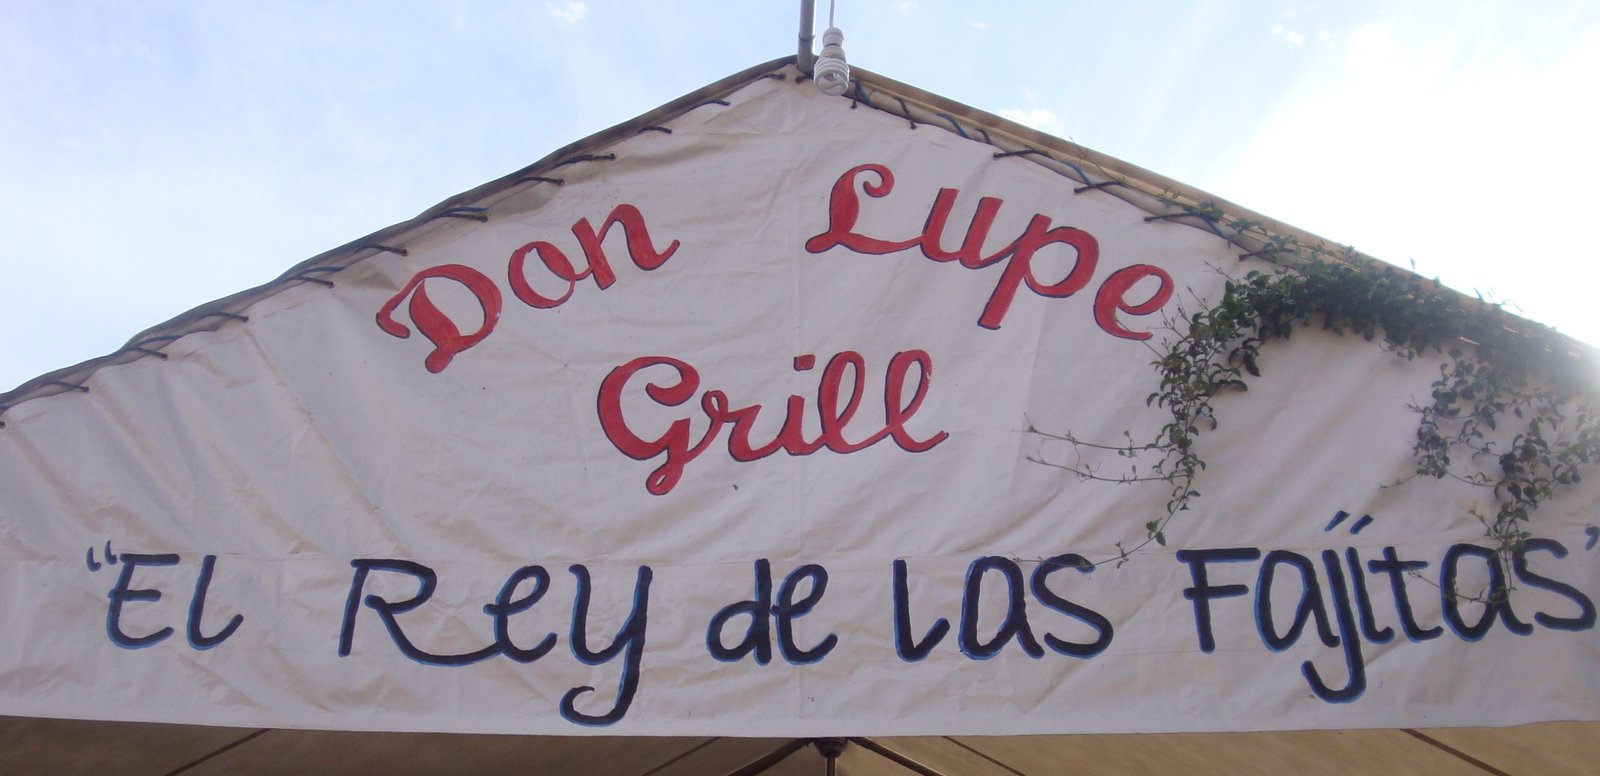 Don Lupe
Grill
"El Rey de las Fajitas"